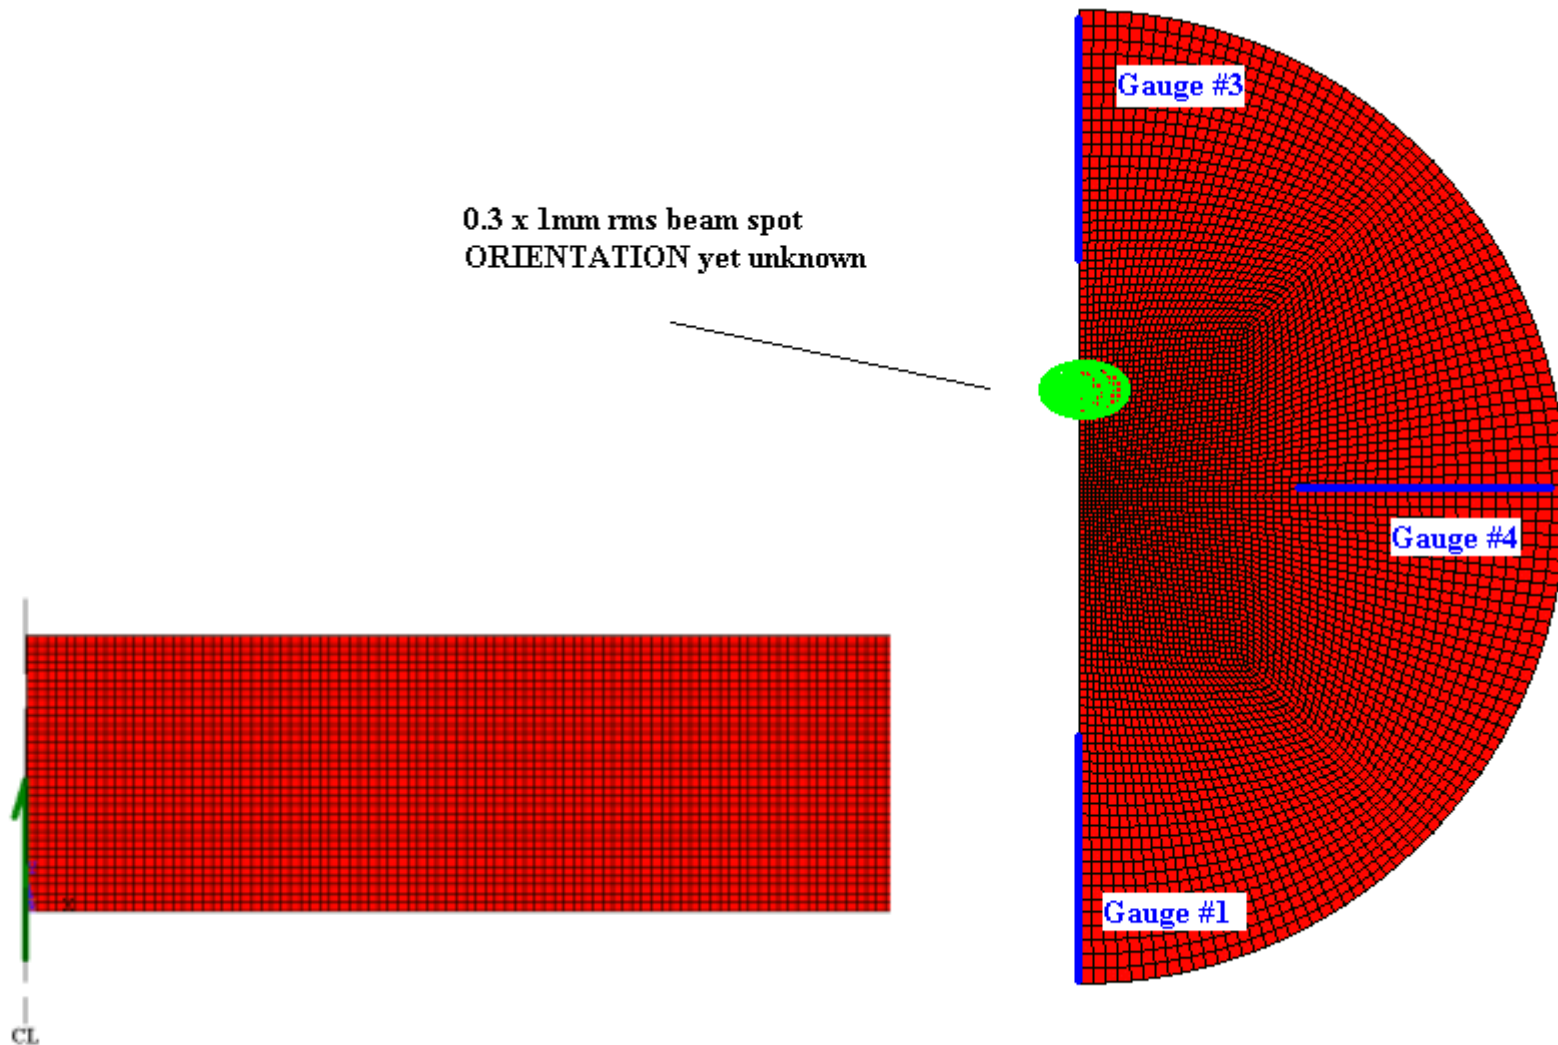 Gauge #3
0.3 x 1mm rms beam spot
ORIENTATION yet unknown
Gauge #4
Gauge #1
X
CL